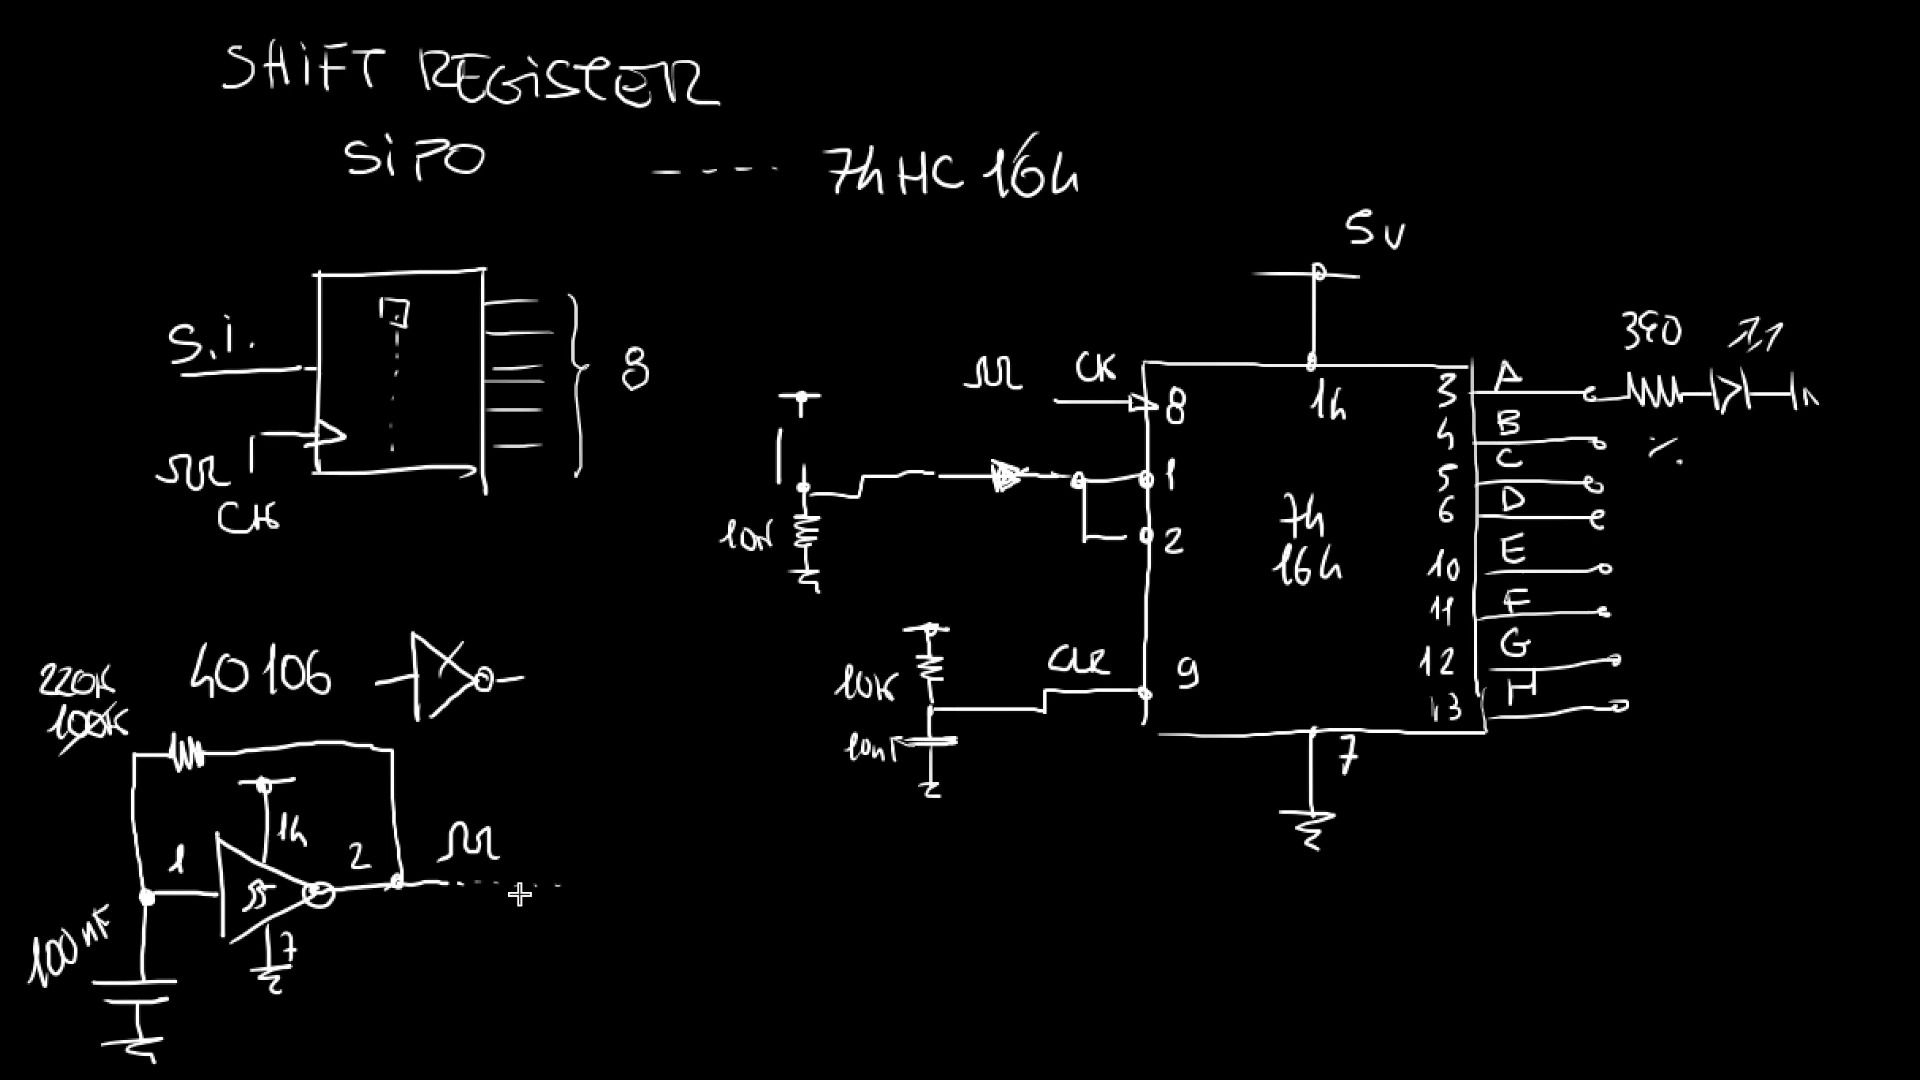 SHiFT REGiSTER
SiPO ---- 74HC164
5V
S.i.
8
CK
CK
8
14
3 A
390
4 B
5 C
6 D
10 E
11 F
12 G
13 H
1
2
10K
74
164
CLR
9
10K
10nF
7
40106
220K
100K
14
1
2
7
100nF